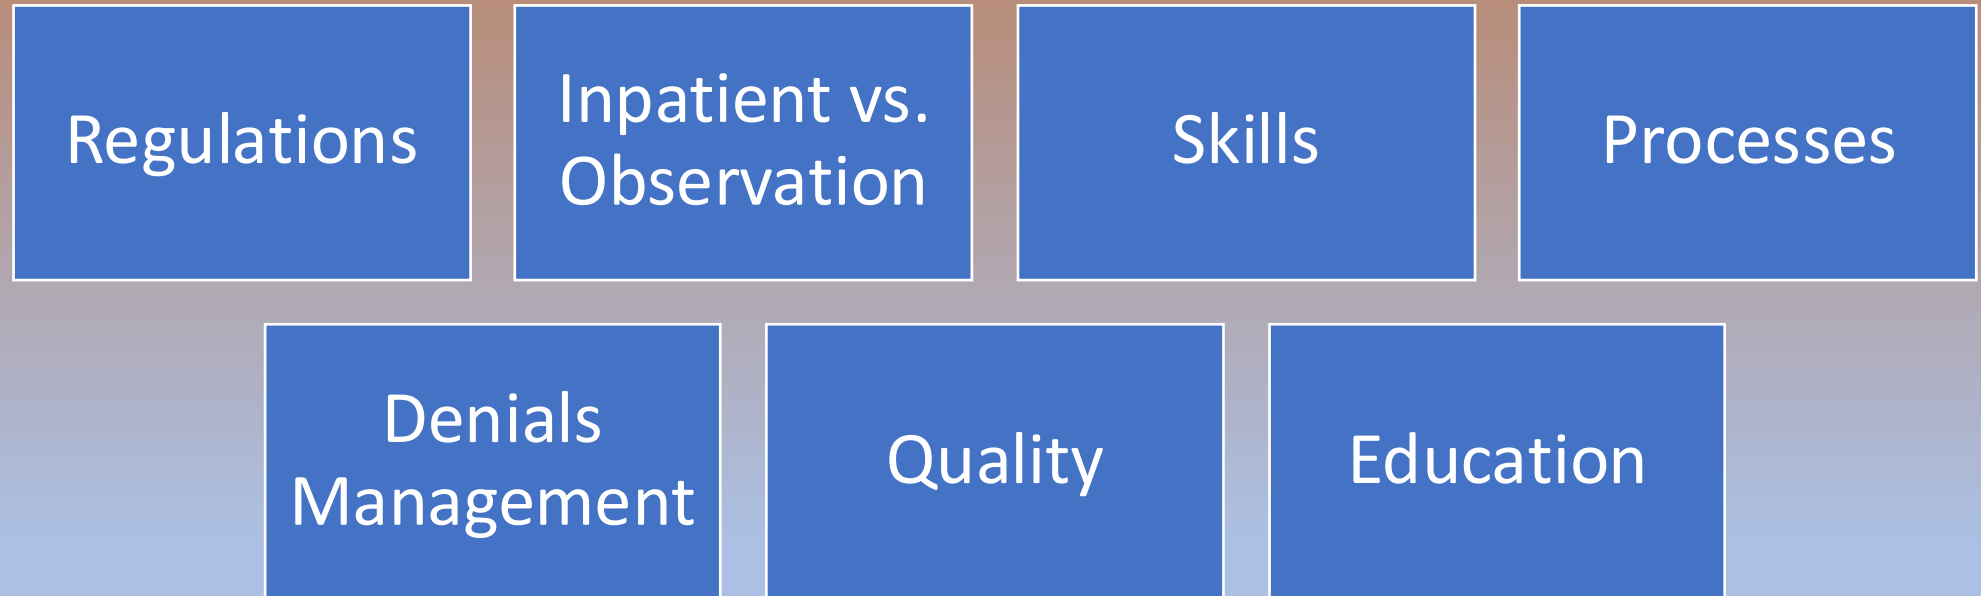 Regulations
Inpatient vs.
Observation
Skills
Processes
Denials
Management
Quality
Education